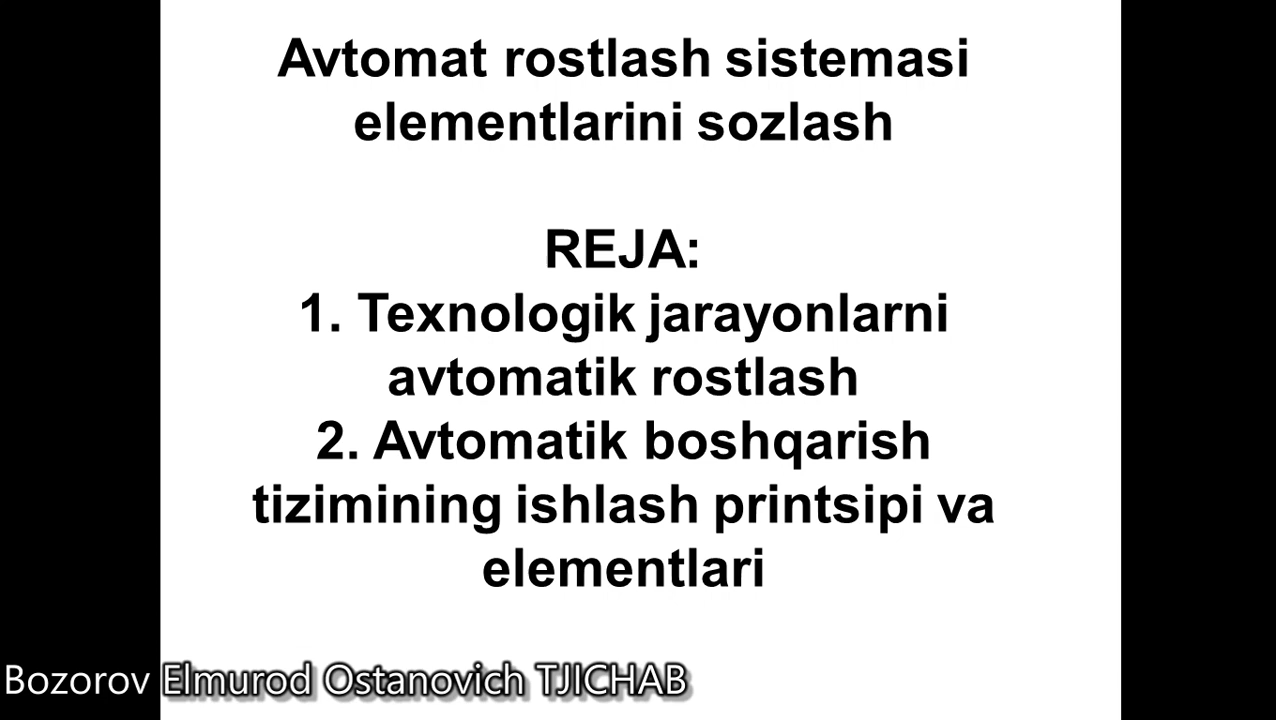 Avtomat rostlash sistemasi
elementlarini sozlash
REJA:
1. Texnologik jarayonlarni
avtomatik rostlash
2. Avtomatik boshqarish
tizimining ishlash printsipi va
elementlari
Bozorov Elmurod Ostanovich TJICHAB